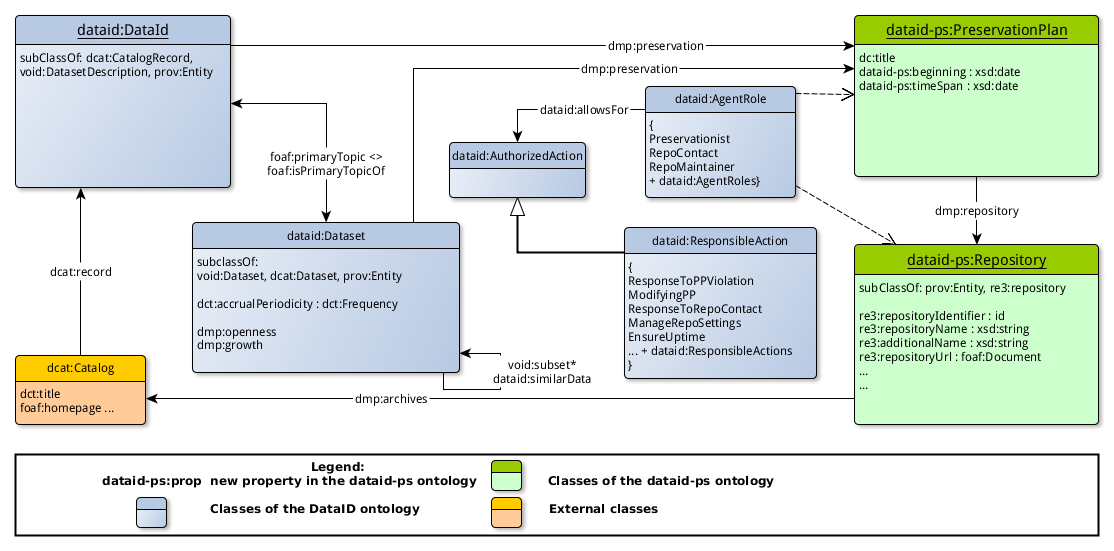 dataid:DataId
subClassOf: dcat:CatalogRecord,
void:DatasetDescription, prov:Entity
dmp:preservation
dmp:preservation
dataid-ps:PreservationPlan
dc:title
dataid-ps:beginning : xsd:date
dataid-ps:timeSpan : xsd:date
dataid:allowsFor
dataid:AgentRole
{
Preservationist
RepoContact
RepoMaintainer
+ dataid:AgentRoles}
dataid:AuthorizedAction
foaf:primaryTopic <>
foaf:isPrimaryTopicOf
dmp:repository
dataid:Dataset
subclassOf:
void:Dataset, dcat:Dataset, prov:Entity
dct:accrualPeriodicity : dct:Frequency
dmp:openness
dmp:growth
dataid:ResponsibleAction
{
ResponseToPPViolation
ModifyingPP
ResponseToRepoContact
ManageRepoSettings
EnsureUptime
... + dataid:ResponsibleActions
}
dataid-ps:Repository
subClassOf: prov:Entity, re3:repository
re3:repositoryIdentifier : id
re3:repositoryName : xsd:string
re3:additionalName : xsd:string
re3:repositoryUrl : foaf:Document
...
...
dcat:record
void:subset*
dataid:similarData
dcat:Catalog
dct:title
foaf:homepage ...
dmp:archives
Legend:
dataid-ps:prop new property in the dataid-ps ontology
Classes of the dataid-ps ontology
Classes of the DataID ontology
External classes